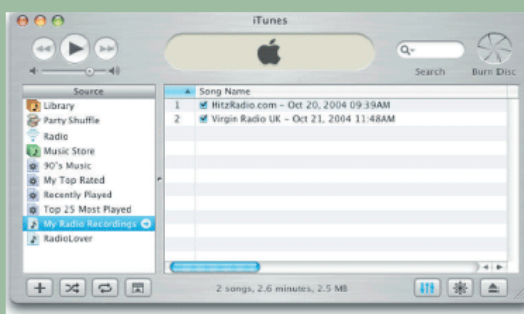 iTunes
Search
Burn Disc
Source
Library
Party Shuffle
Radio
Music Store
90's Music
My Top Rated
Recently Played
Top 25 Most Played
My Radio Recordings
RadioLover
Song Name
1 HitzRadio.com – Oct 20, 2004 09:39AM
2 Virgin Radio UK – Oct 21, 2004 11:48AM
2 songs, 2.6 minutes, 2.5 MB